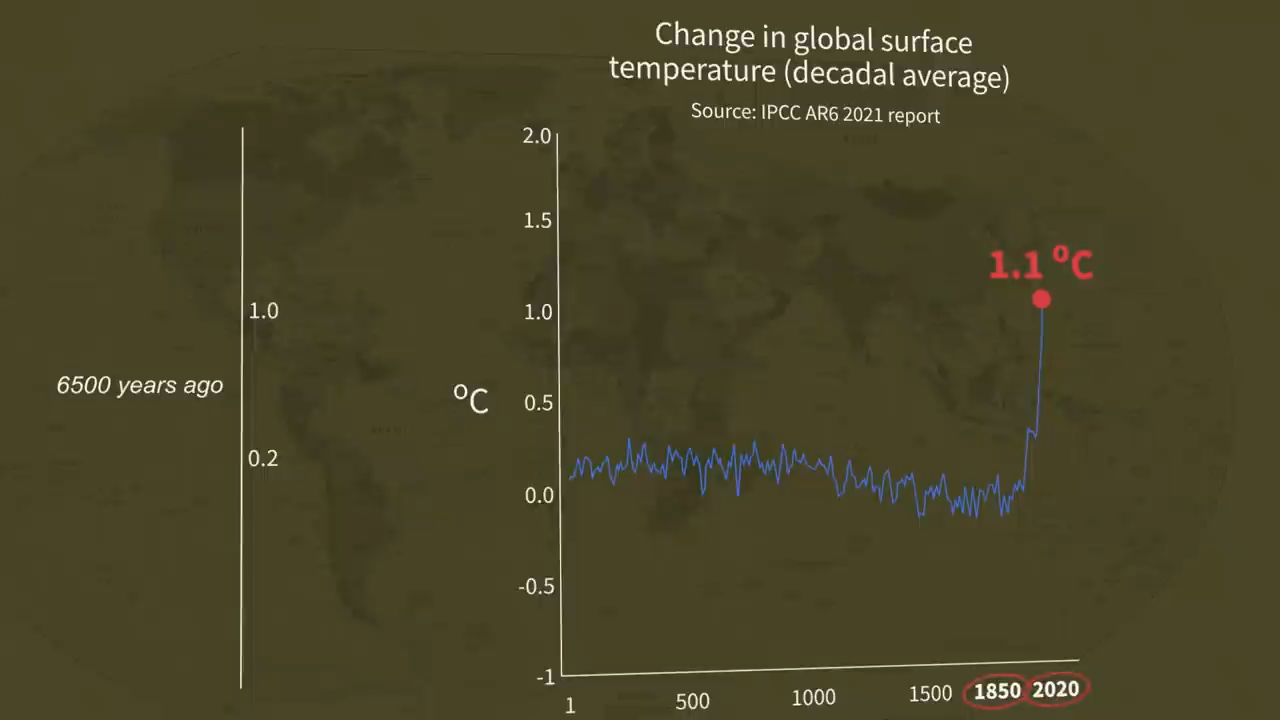 Change in global surface
temperature (decadal average)
Source: IPCC AR6 2021 report
2.0
1.5
1.1 ºC
1.0
1.0
6500 years ago
ºC
0.5
0.2
0.0
-0.5
-1
1
500
1000
1500
1850
2020